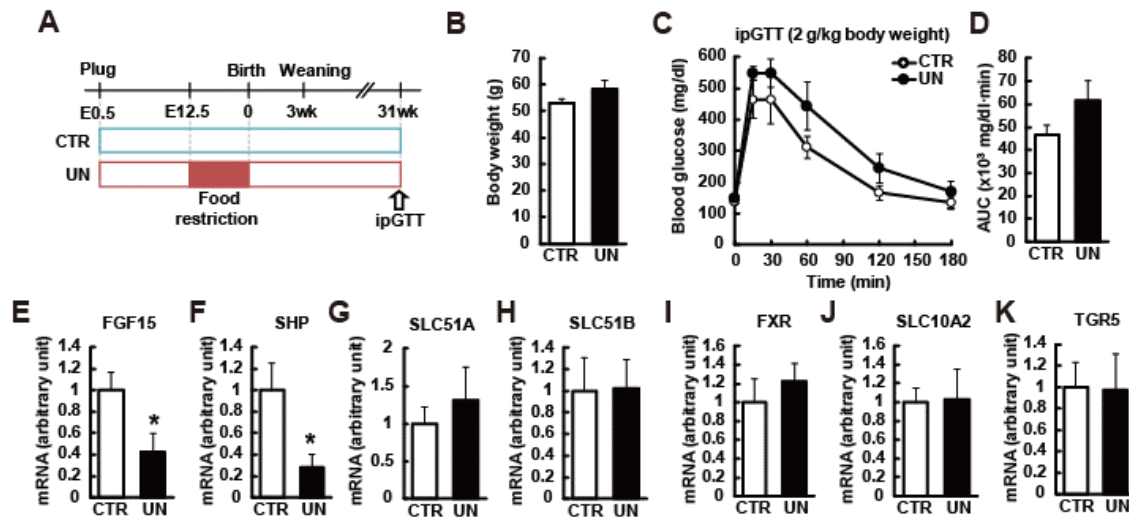 A
Plug Birth Weaning
E0.5 E12.5 0 3wk 31wk
CTR
UN
Food
restriction
ipGTT
B
Body weight (g)
70
60
50
40
30
20
10
0
CTR UN
C
ipGTT (2 g/kg body weight)
CTR
UN
Blood glucose (mg/dl)
600
500
400
300
200
100
0
0 30 60 90 120 180
Time (min)
D
AUC (x10³ mg/dl·min)
80
70
60
50
40
30
20
10
0
CTR UN
E
FGF15
mRNA (arbitrary unit)
1.4
1.2
1
0.8
0.6
0.4
0.2
0
*
CTR UN
F
SHP
mRNA (arbitrary unit)
1.4
1.2
1
0.8
0.6
0.4
0.2
0
*
CTR UN
G
SLC51A
mRNA (arbitrary unit)
2
1.5
1
0.5
0
CTR UN
H
SLC51B
mRNA (arbitrary unit)
1.4
1.2
1
0.8
0.6
0.4
0.2
0
CTR UN
I
FXR
mRNA (arbitrary unit)
1.6
1.4
1.2
1.0
0.8
0.6
0.4
0.2
0
CTR UN
J
SLC10A2
mRNA (arbitrary unit)
1.6
1.4
1.2
1
0.8
0.6
0.4
0.2
0
CTR UN
K
TGR5
mRNA (arbitrary unit)
1.4
1.2
1
0.8
0.6
0.4
0.2
0
CTR UN